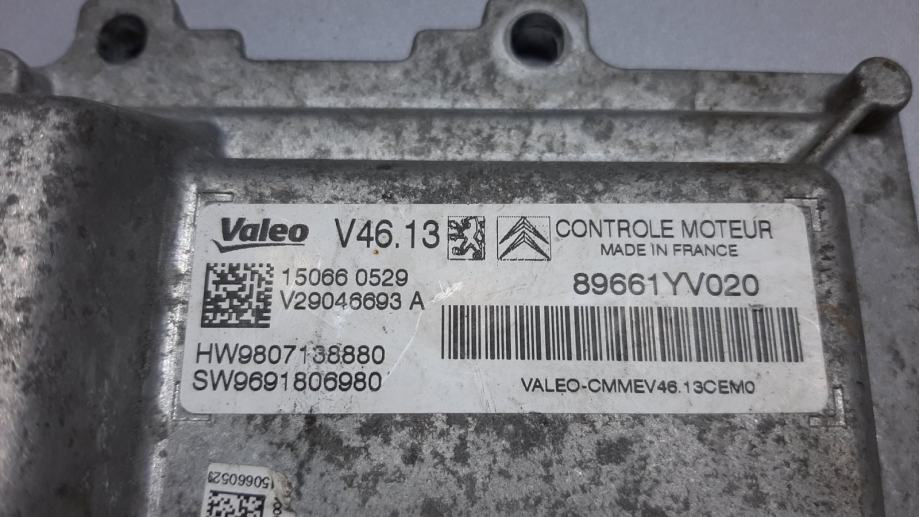 Valeo V46.13 CONTROLE MOTEUR
MADE IN FRANCE
15066 0529
V29046693 A
89661YV020
HW9807138880
SW9691806980
VALEO-CMMEV46.13CEM0